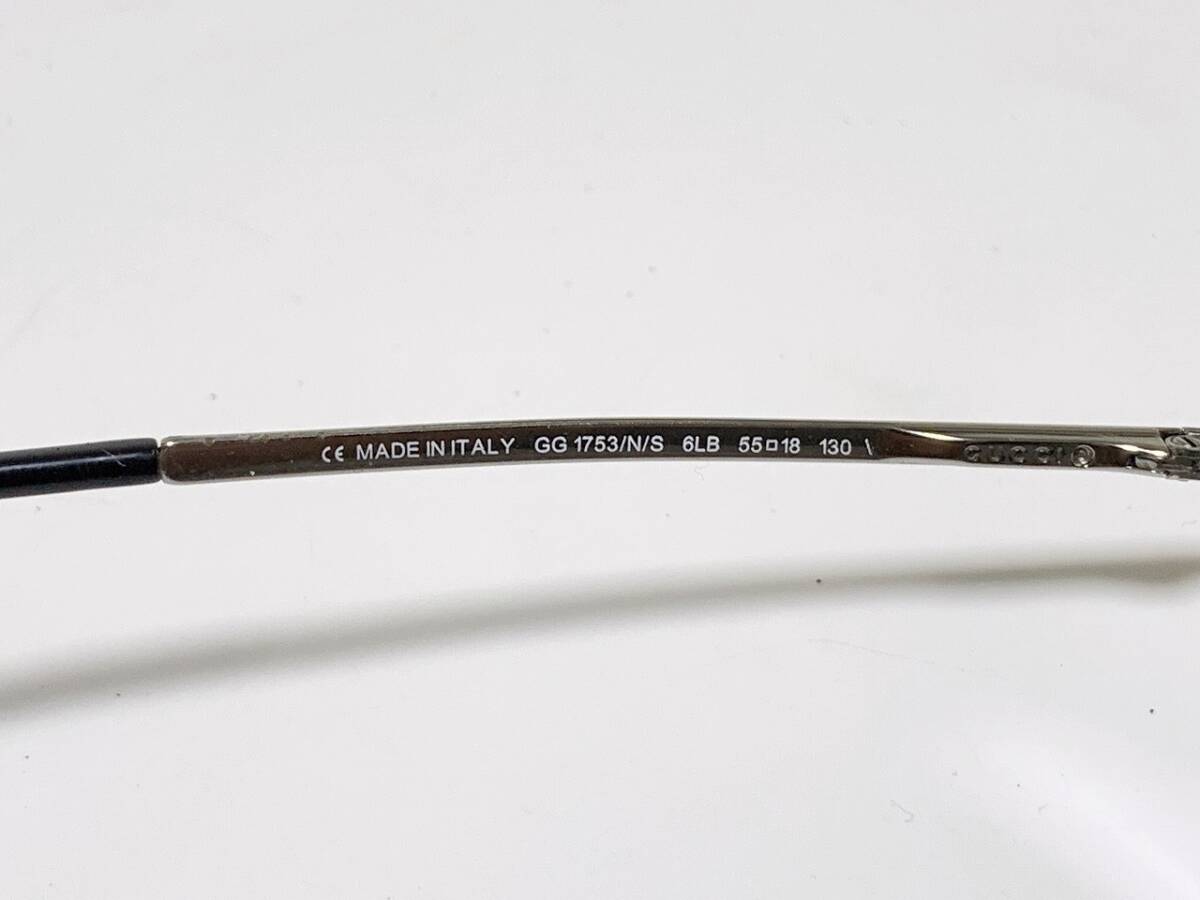 CE MADE IN ITALY GG 1753/N/S 6LB 55□18 130 \
GUCCI